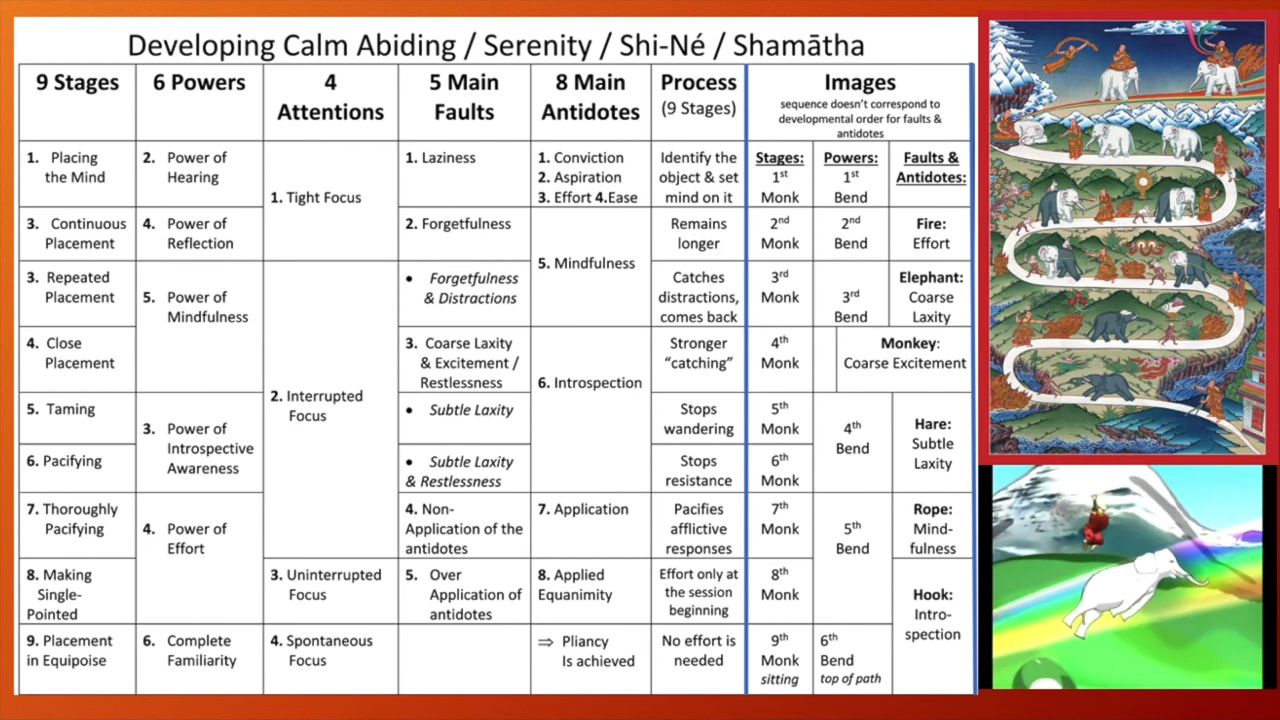 Developing Calm Abiding / Serenity / Shi-Né / Shamātha
9 Stages
6 Powers
4
Attentions
5 Main
Faults
8 Main
Antidotes
Process
(9 Stages)
Images
sequence doesn't correspond to
developmental order for faults &
antidotes
1. Placing
the Mind
2. Power of
Hearing
1. Tight Focus
1. Laziness
1. Conviction
2. Aspiration
3. Effort 4.Ease
Identify the
object & set
mind on it
Stages:
1st
Monk
Powers:
1st
Bend
Faults &
Antidotes:
3. Continuous
Placement
4. Power of
Reflection
2. Forgetfulness
5. Mindfulness
Remains
longer
2nd
Monk
2nd
Bend
Fire:
Effort
3. Repeated
Placement
5. Power of
Mindfulness
2. Interrupted
Focus
• Forgetfulness
& Distractions
Catches
distractions,
comes back
3rd
Monk
3rd
Bend
Elephant:
Coarse
Laxity
4. Close
Placement
3. Coarse Laxity
& Excitement /
Restlessness
6. Introspection
Stronger
"catching"
4th
Monk
Monkey:
Coarse Excitement
5. Taming
3. Power of
Introspective
Awareness
• Subtle Laxity
Stops
wandering
5th
Monk
4th
Bend
Hare:
Subtle
Laxity
6. Pacifying
• Subtle Laxity
& Restlessness
Stops
resistance
6th
Monk
7. Thoroughly
Pacifying
4. Power of
Effort
4. Non-
Application of the
antidotes
7. Application
Pacifies
afflictive
responses
7th
Monk
5th
Bend
Rope:
Mind-
fulness
8. Making
Single-
Pointed
3. Uninterrupted
Focus
5. Over
Application of
antidotes
8. Applied
Equanimity
Effort only at
the session
beginning
8th
Monk
Hook:
Intro-
spection
9. Placement
in Equipoise
6. Complete
Familiarity
4. Spontaneous
Focus
⇒ Pliancy
Is achieved
No effort is
needed
9th
Monk
sitting
6th
Bend
top of path